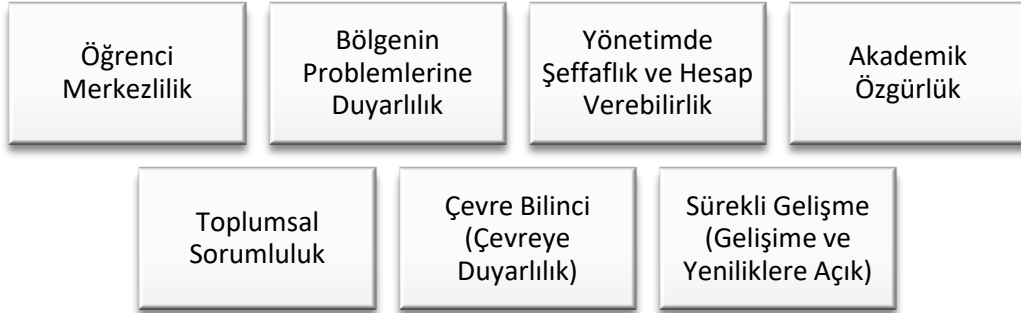 Öğrenci
Merkezlilik
Bölgenin
Problemlerine
Duyarlılık
Yönetimde
Şeffaflık ve Hesap
Verebilirlik
Akademik
Özgürlük
Toplumsal
Sorumluluk
Çevre Bilinci
(Çevreye
Duyarlılık)
Sürekli Gelişme
(Gelişime ve
Yeniliklere Açık)